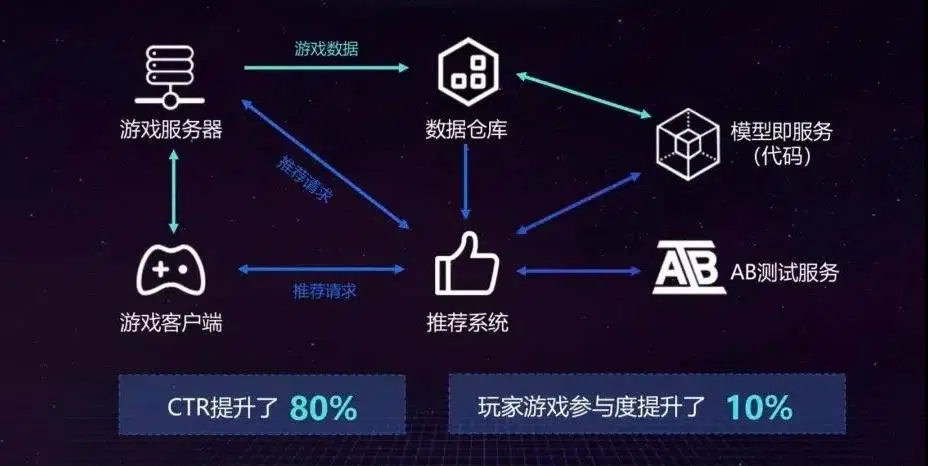 游戏数据
游戏服务器
数据仓库
模型即服务
（代码）
推荐请求
ATB
AB测试服务
推荐请求
游戏客户端
推荐系统
CTR提升了 80%
玩家游戏参与度提升了 10%